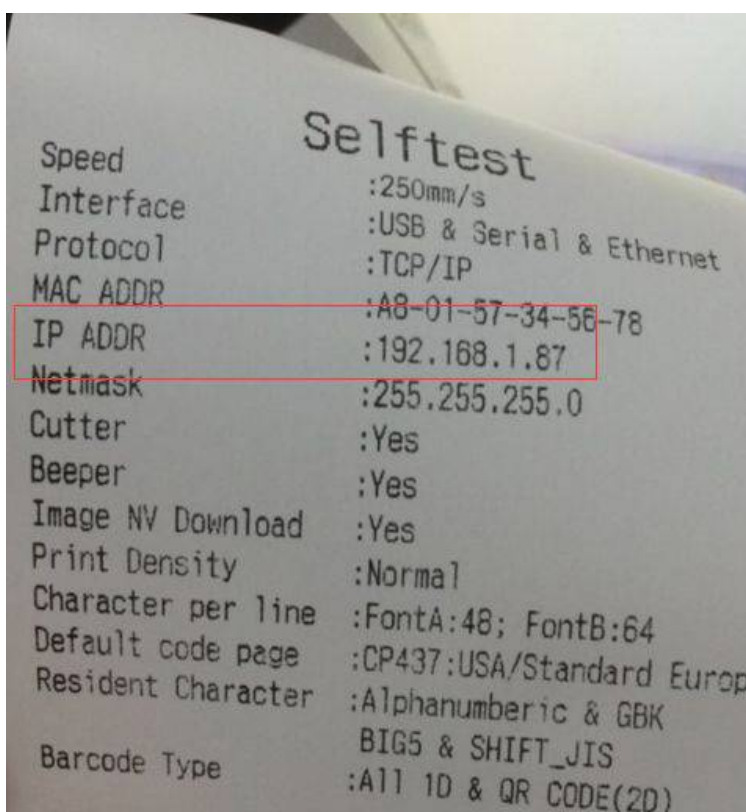 Selftest
Speed :250mm/s
Interface :USB & Serial & Ethernet
Protocol :TCP/IP
MAC ADDR :A8-01-57-34-56-78
IP ADDR :192.168.1.87
Netmask :255.255.255.0
Cutter :Yes
Beeper :Yes
Image NV Download :Yes
Print Density :Normal
Character per line :FontA:48; FontB:64
Default code page :CP437:USA/Standard Europ
Resident Character :Alphanumberic & GBK
BIG5 & SHIFT_JIS
Barcode Type :All 1D & QR CODE(2D)